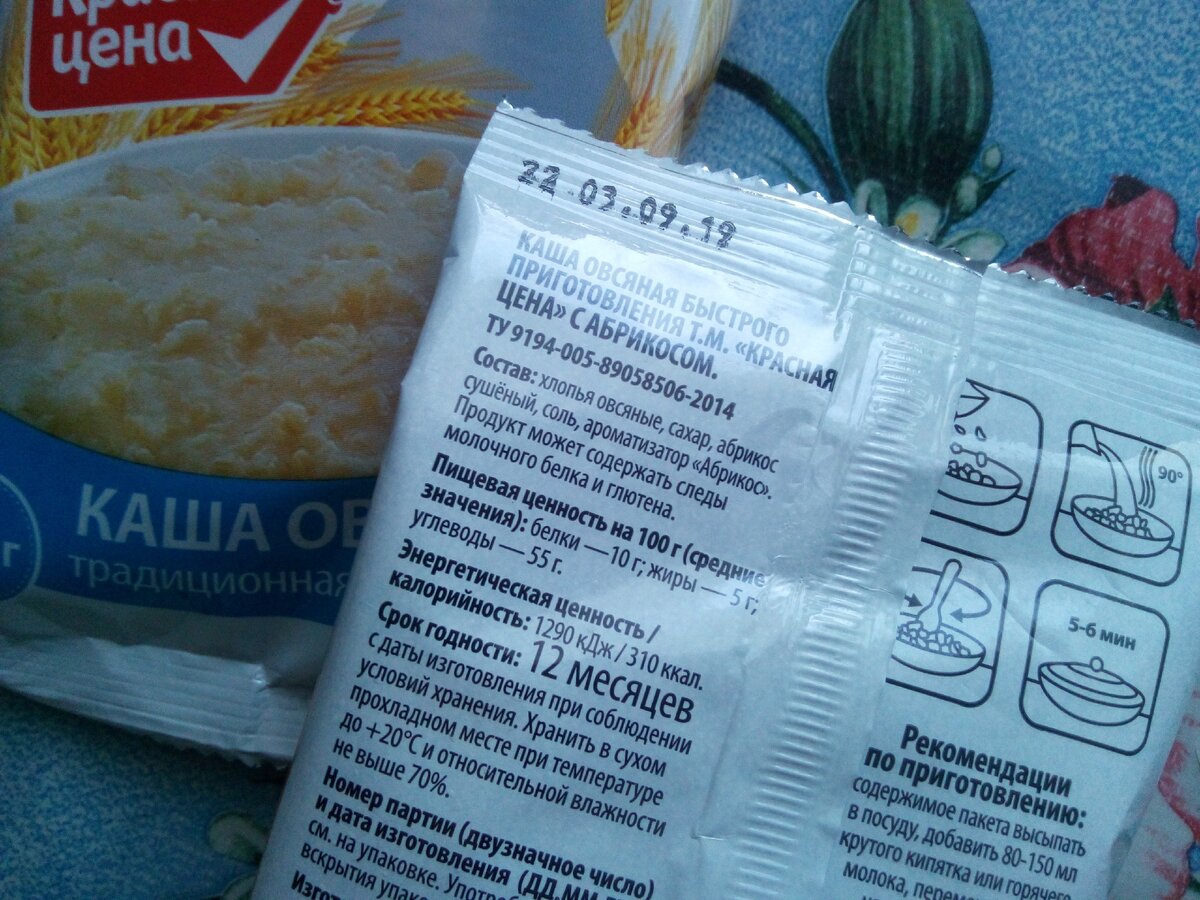 цена
КАША
традиционная
г
22 03.09.19
КАША ОВСЯНАЯ БЫСТРОГО
ПРИГОТОВЛЕНИЯ Т.М. «КРАСНАЯ
ЦЕНА» С АБРИКОСОМ.
ТУ 9194-005-89058506-2014
Состав: хлопья овсяные, сахар, абрикос
сушёный, соль, ароматизатор «Абрикос».
Продукт может содержать следы
молочного белка и глютена.
Пищевая ценность на 100 г (средние
значения): белки — 10 г; жиры — 5 г;
углеводы — 55 г.
Энергетическая ценность /
калорийность: 1290 кДж / 310 ккал.
Срок годности: 12 месяцев
с даты изготовления при соблюдении
условий хранения. Хранить в сухом
прохладном месте при температуре
до +20°С и относительной влажности
не выше 70%.
Номер партии (двузначное число)
и дата изготовления (ДД.ММ.
см. на упаковке.
вскрытия
90°
5-6 мин
Рекомендации
по приготовлению:
содержимое пакета высыпать
в посуду, добавить 80-150 мл
крутого кипятка или горячего
молока,